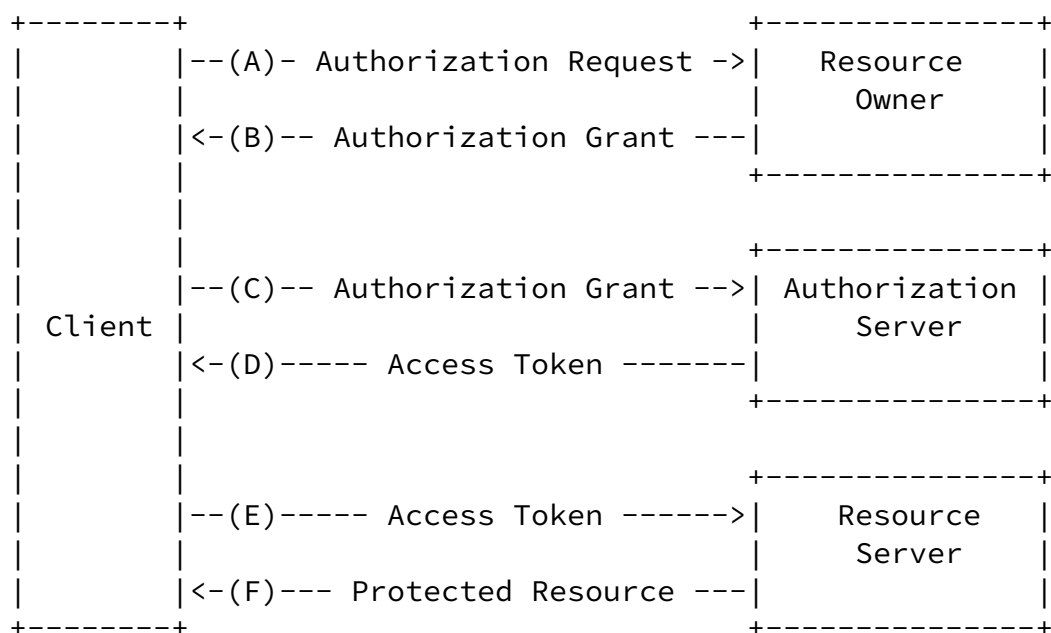 +--------+                               +---------------+
|        |--(A)- Authorization Request ->|   Resource    |
|        |                               |     Owner     |
|        |<-(B)-- Authorization Grant ---|               |
|        |                               +---------------+
|        |
|        |                               +---------------+
|        |--(C)-- Authorization Grant -->| Authorization |
| Client |                               |     Server    |
|        |<-(D)----- Access Token -------|               |
|        |                               +---------------+
|        |
|        |                               +---------------+
|        |--(E)----- Access Token ------>|    Resource   |
|        |                               |     Server    |
|        |<-(F)--- Protected Resource ---|               |
+--------+                               +---------------+